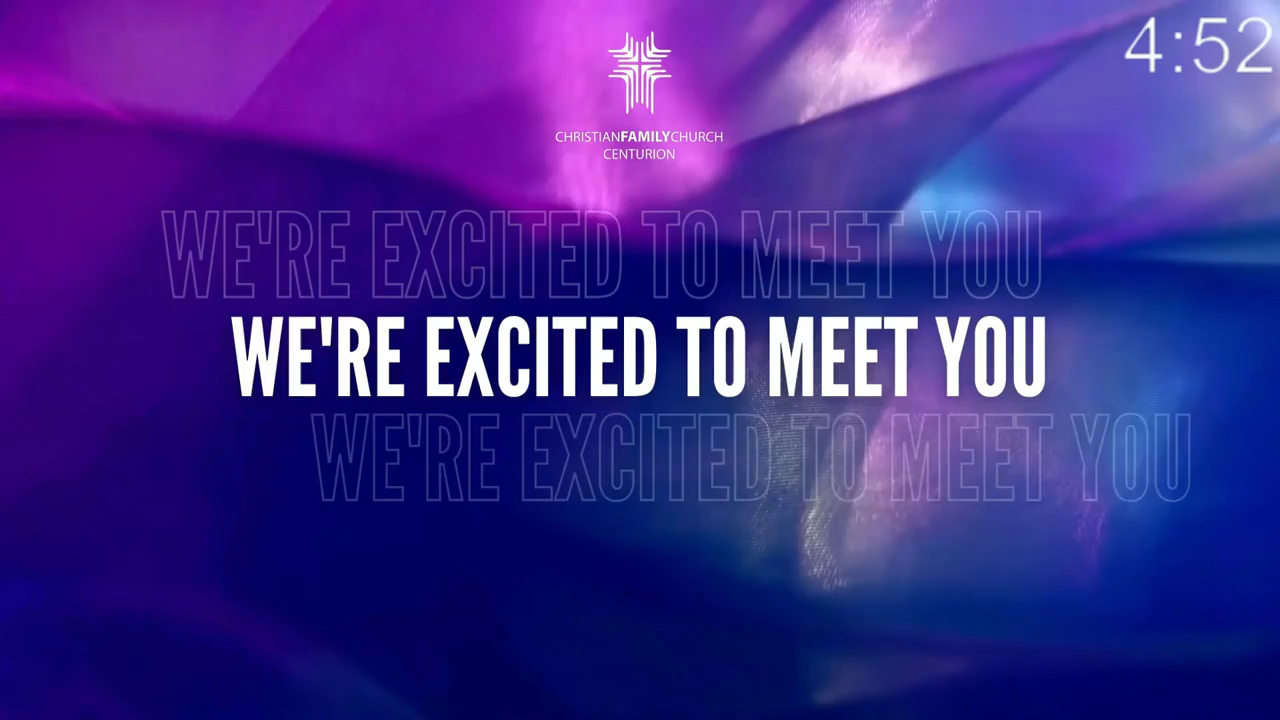 4:52
CHRISTIANFAMILYCHURCH
CENTURION
WE'RE EXCITED TO MEET YOU
WE'RE EXCITED TO MEET YOU
WE'RE EXCITED TO MEET YOU